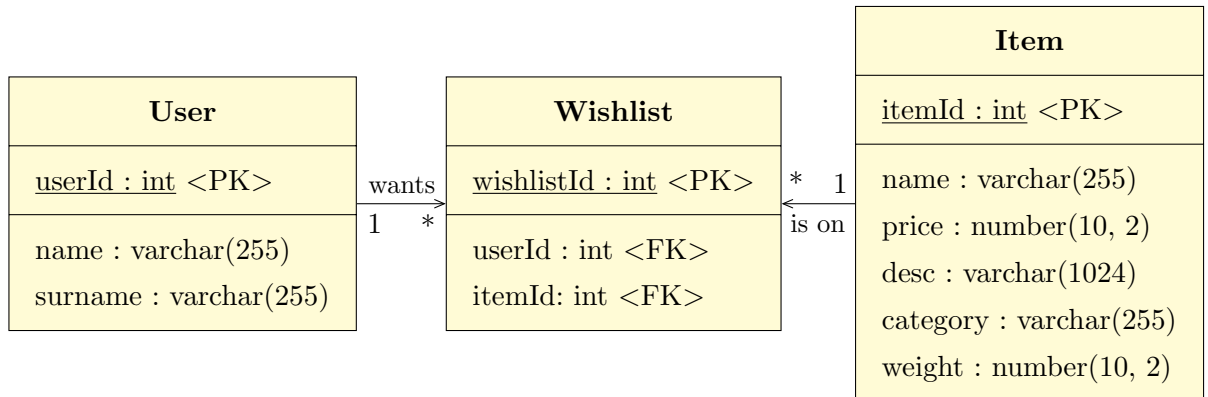 User
userId : int <PK>
name : varchar(255)
surname : varchar(255)
wants
1 *
Wishlist
wishlistId : int <PK>
userId : int <FK>
itemId: int <FK>
* 1
is on
Item
itemId : int <PK>
name : varchar(255)
price : number(10, 2)
desc : varchar(1024)
category : varchar(255)
weight : number(10, 2)